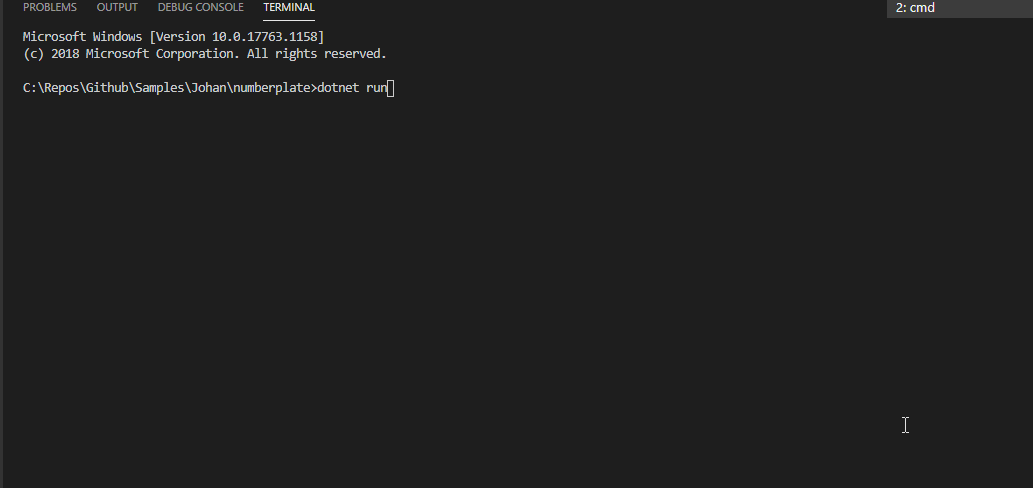 PROBLEMS OUTPUT DEBUG CONSOLE TERMINAL 2: cmd
Microsoft Windows [Version 10.0.17763.1158]
(c) 2018 Microsoft Corporation. All rights reserved.
C:\Repos\Github\Samples\Johan\numberplate>dotnet run